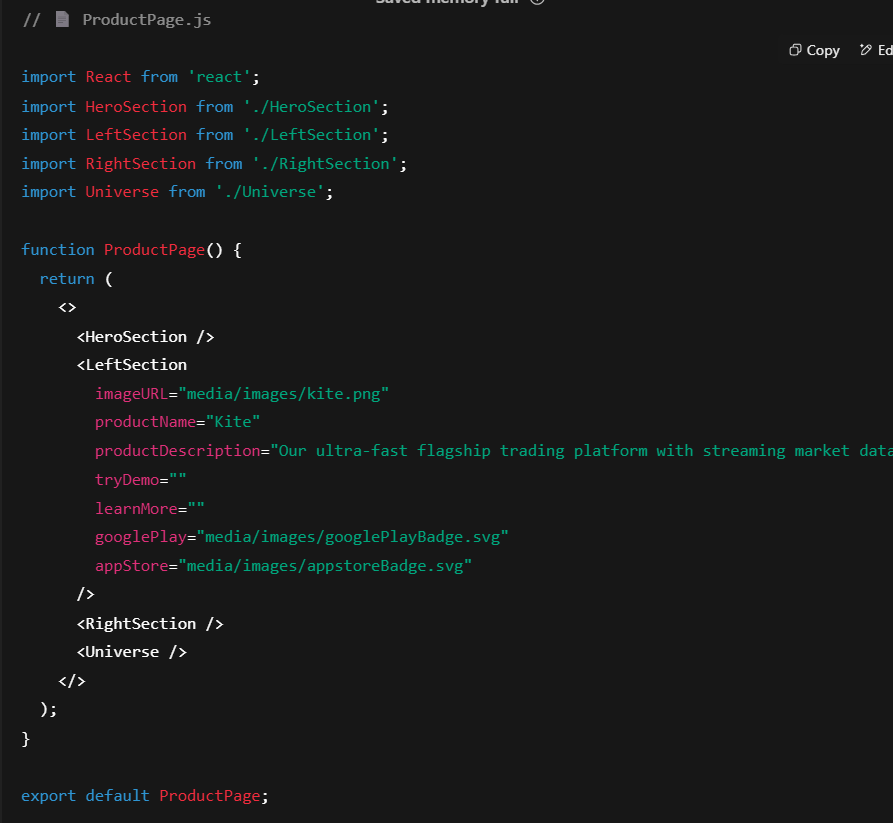 Saved memory full
// ProductPage.js
Copy
import React from 'react';
import HeroSection from './HeroSection';
import LeftSection from './LeftSection';
import RightSection from './RightSection';
import Universe from './Universe';
function ProductPage() {
  return (
    <>
      <HeroSection />
      <LeftSection
        imageURL="media/images/kite.png"
        productName="Kite"
        productDescription="Our ultra-fast flagship trading platform with streaming market data
        tryDemo=""
        learnMore=""
        googlePlay="media/images/googlePlayBadge.svg"
        appStore="media/images/appstoreBadge.svg"
      />
      <RightSection />
      <Universe />
    </>
  );
}
export default ProductPage;